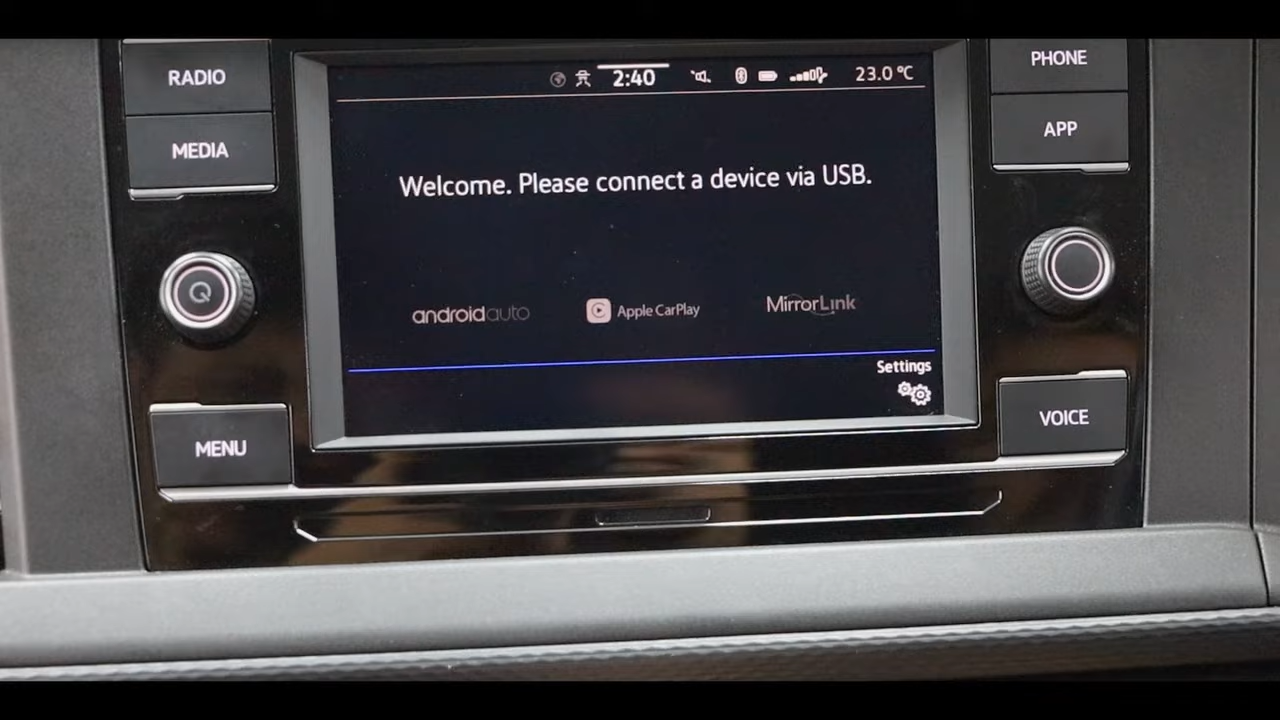 RADIO
MEDIA
MENU
2:40
23.0 °C
Welcome. Please connect a device via USB.
androidauto
Apple CarPlay
MirrorLink
Settings
PHONE
APP
VOICE